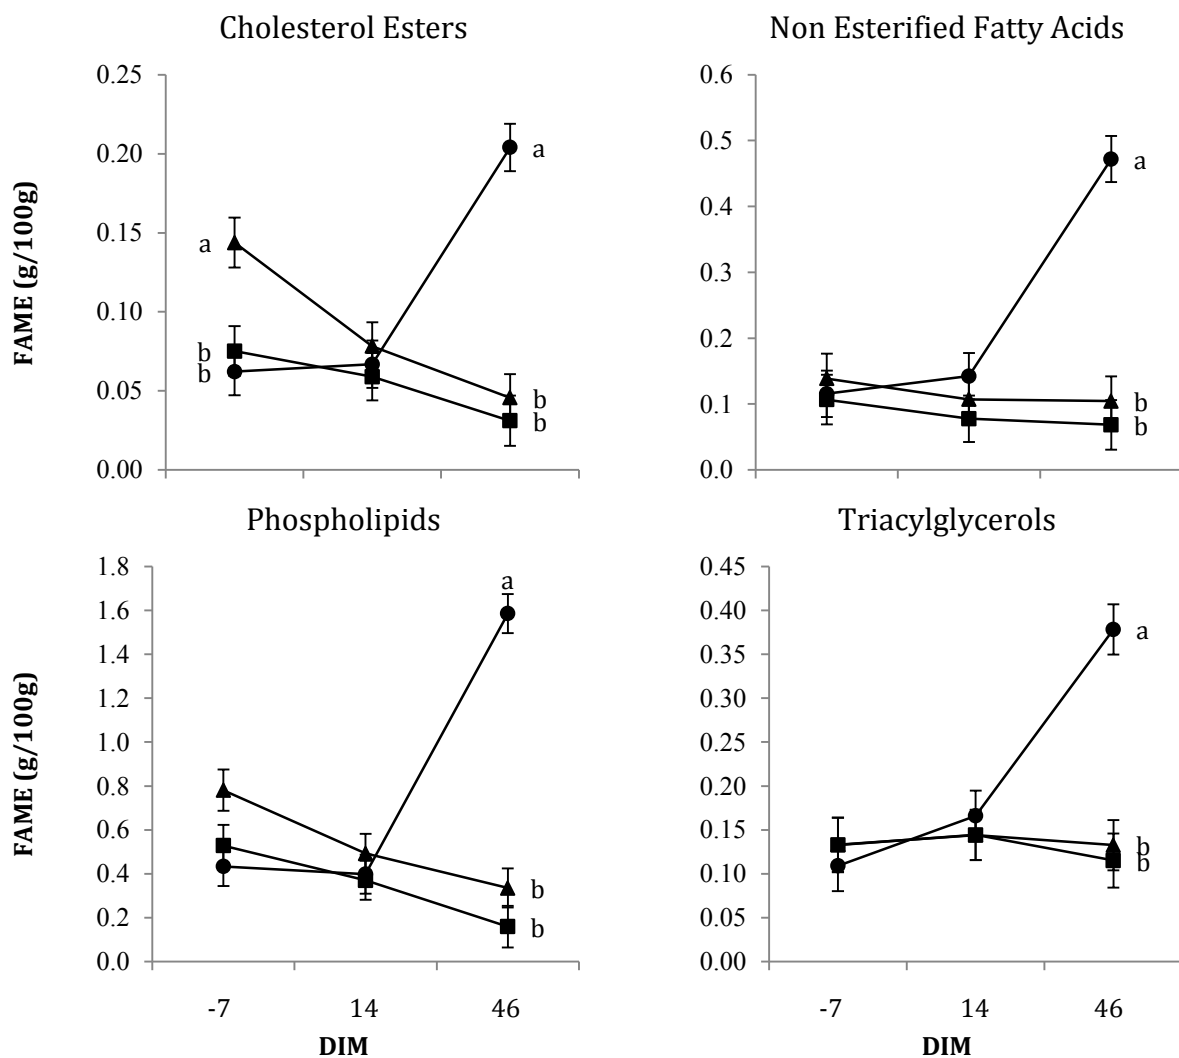 Cholesterol Esters
FAME (g/100g)
0.25
0.20
0.15
0.10
0.05
0.00
a
b
b
a
b
b
Non Esterified Fatty Acids
0.6
0.5
0.4
0.3
0.2
0.1
0.0
a
b
b
Phospholipids
FAME (g/100g)
1.8
1.6
1.4
1.2
1.0
0.8
0.6
0.4
0.2
0.0
a
b
b
-7 14 46
DIM
Triacylglycerols
0.45
0.40
0.35
0.30
0.25
0.20
0.15
0.10
0.05
0.00
a
b
b
-7 14 46
DIM